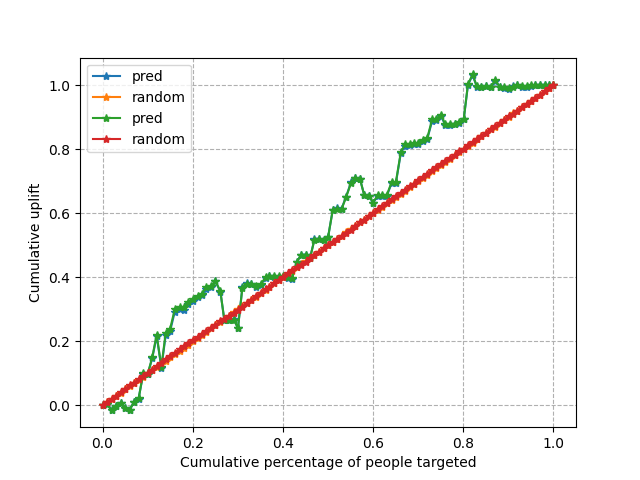 pred
random
pred
random
1.0
0.8
0.6
0.4
0.2
0.0
Cumulative uplift
0.0 0.2 0.4 0.6 0.8 1.0
Cumulative percentage of people targeted